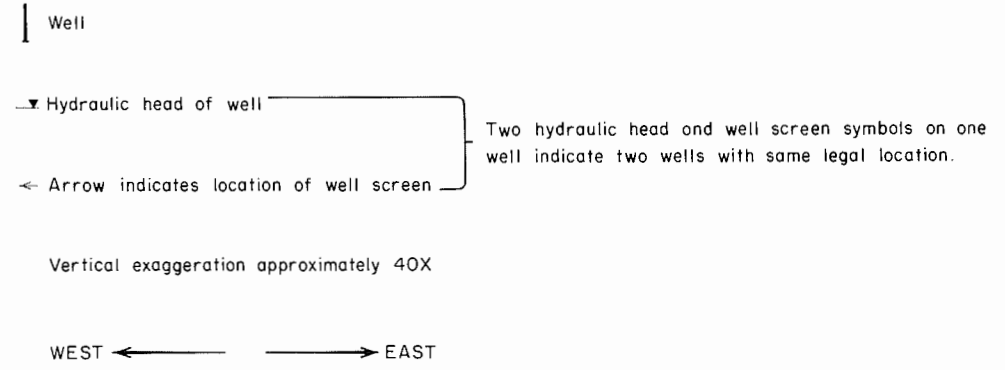 Well
Hydraulic head of well
Two hydraulic head ond well screen symbols on one
well indicate two wells with same legal location.
Arrow indicates location of well screen
Vertical exaggeration approximately 40X
WEST EAST